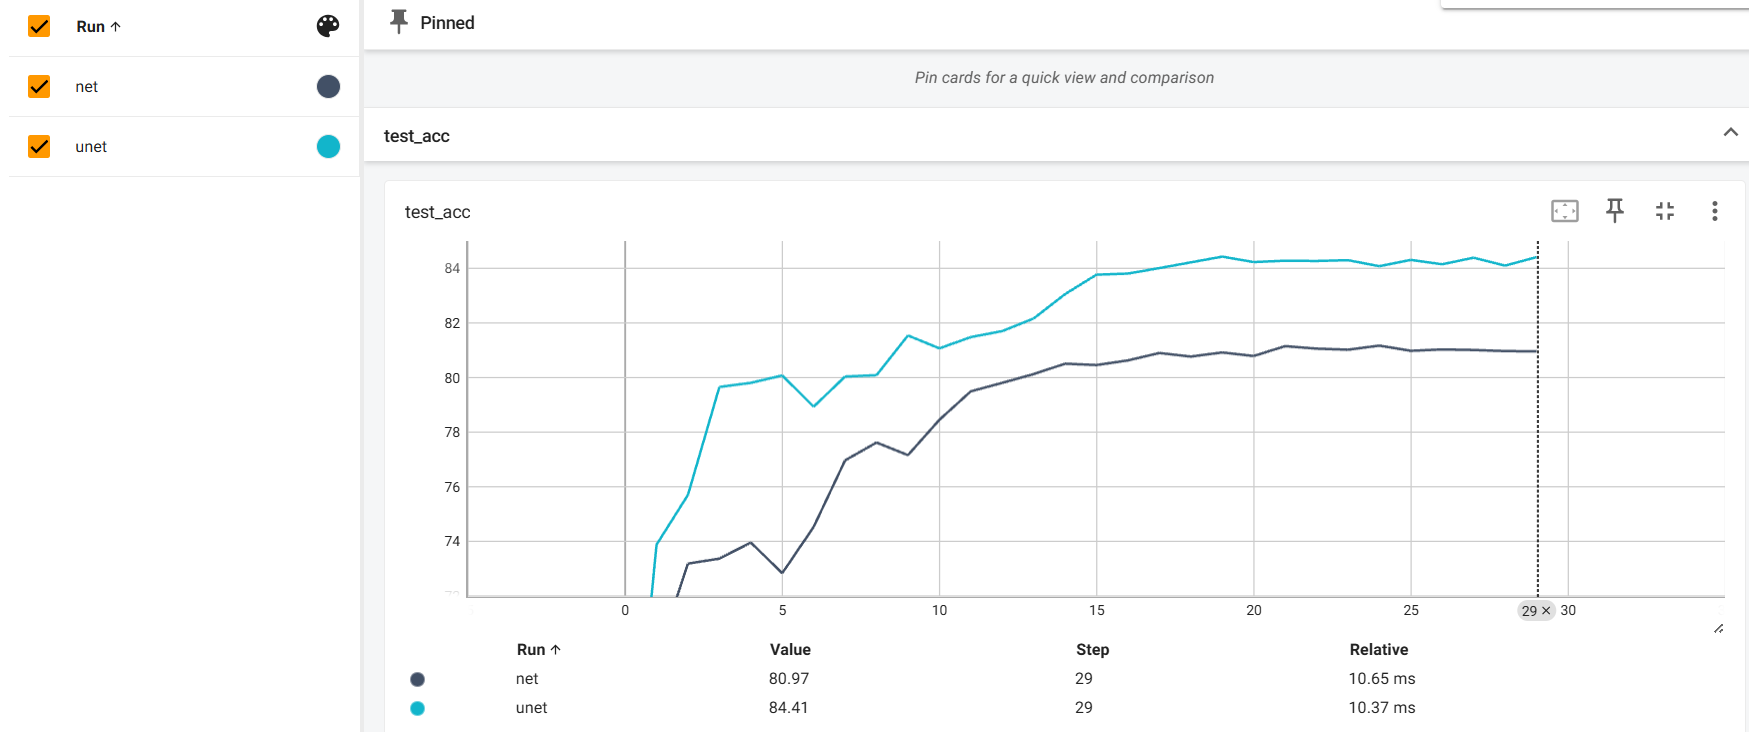 Run ↑
net
unet
Pinned
Pin cards for a quick view and comparison
test_acc
test_acc
84
82
80
78
76
74
72
0 5 10 15 20 25 29 × 30
Run ↑ Value Step Relative
net 80.97 29 10.65 ms
unet 84.41 29 10.37 ms